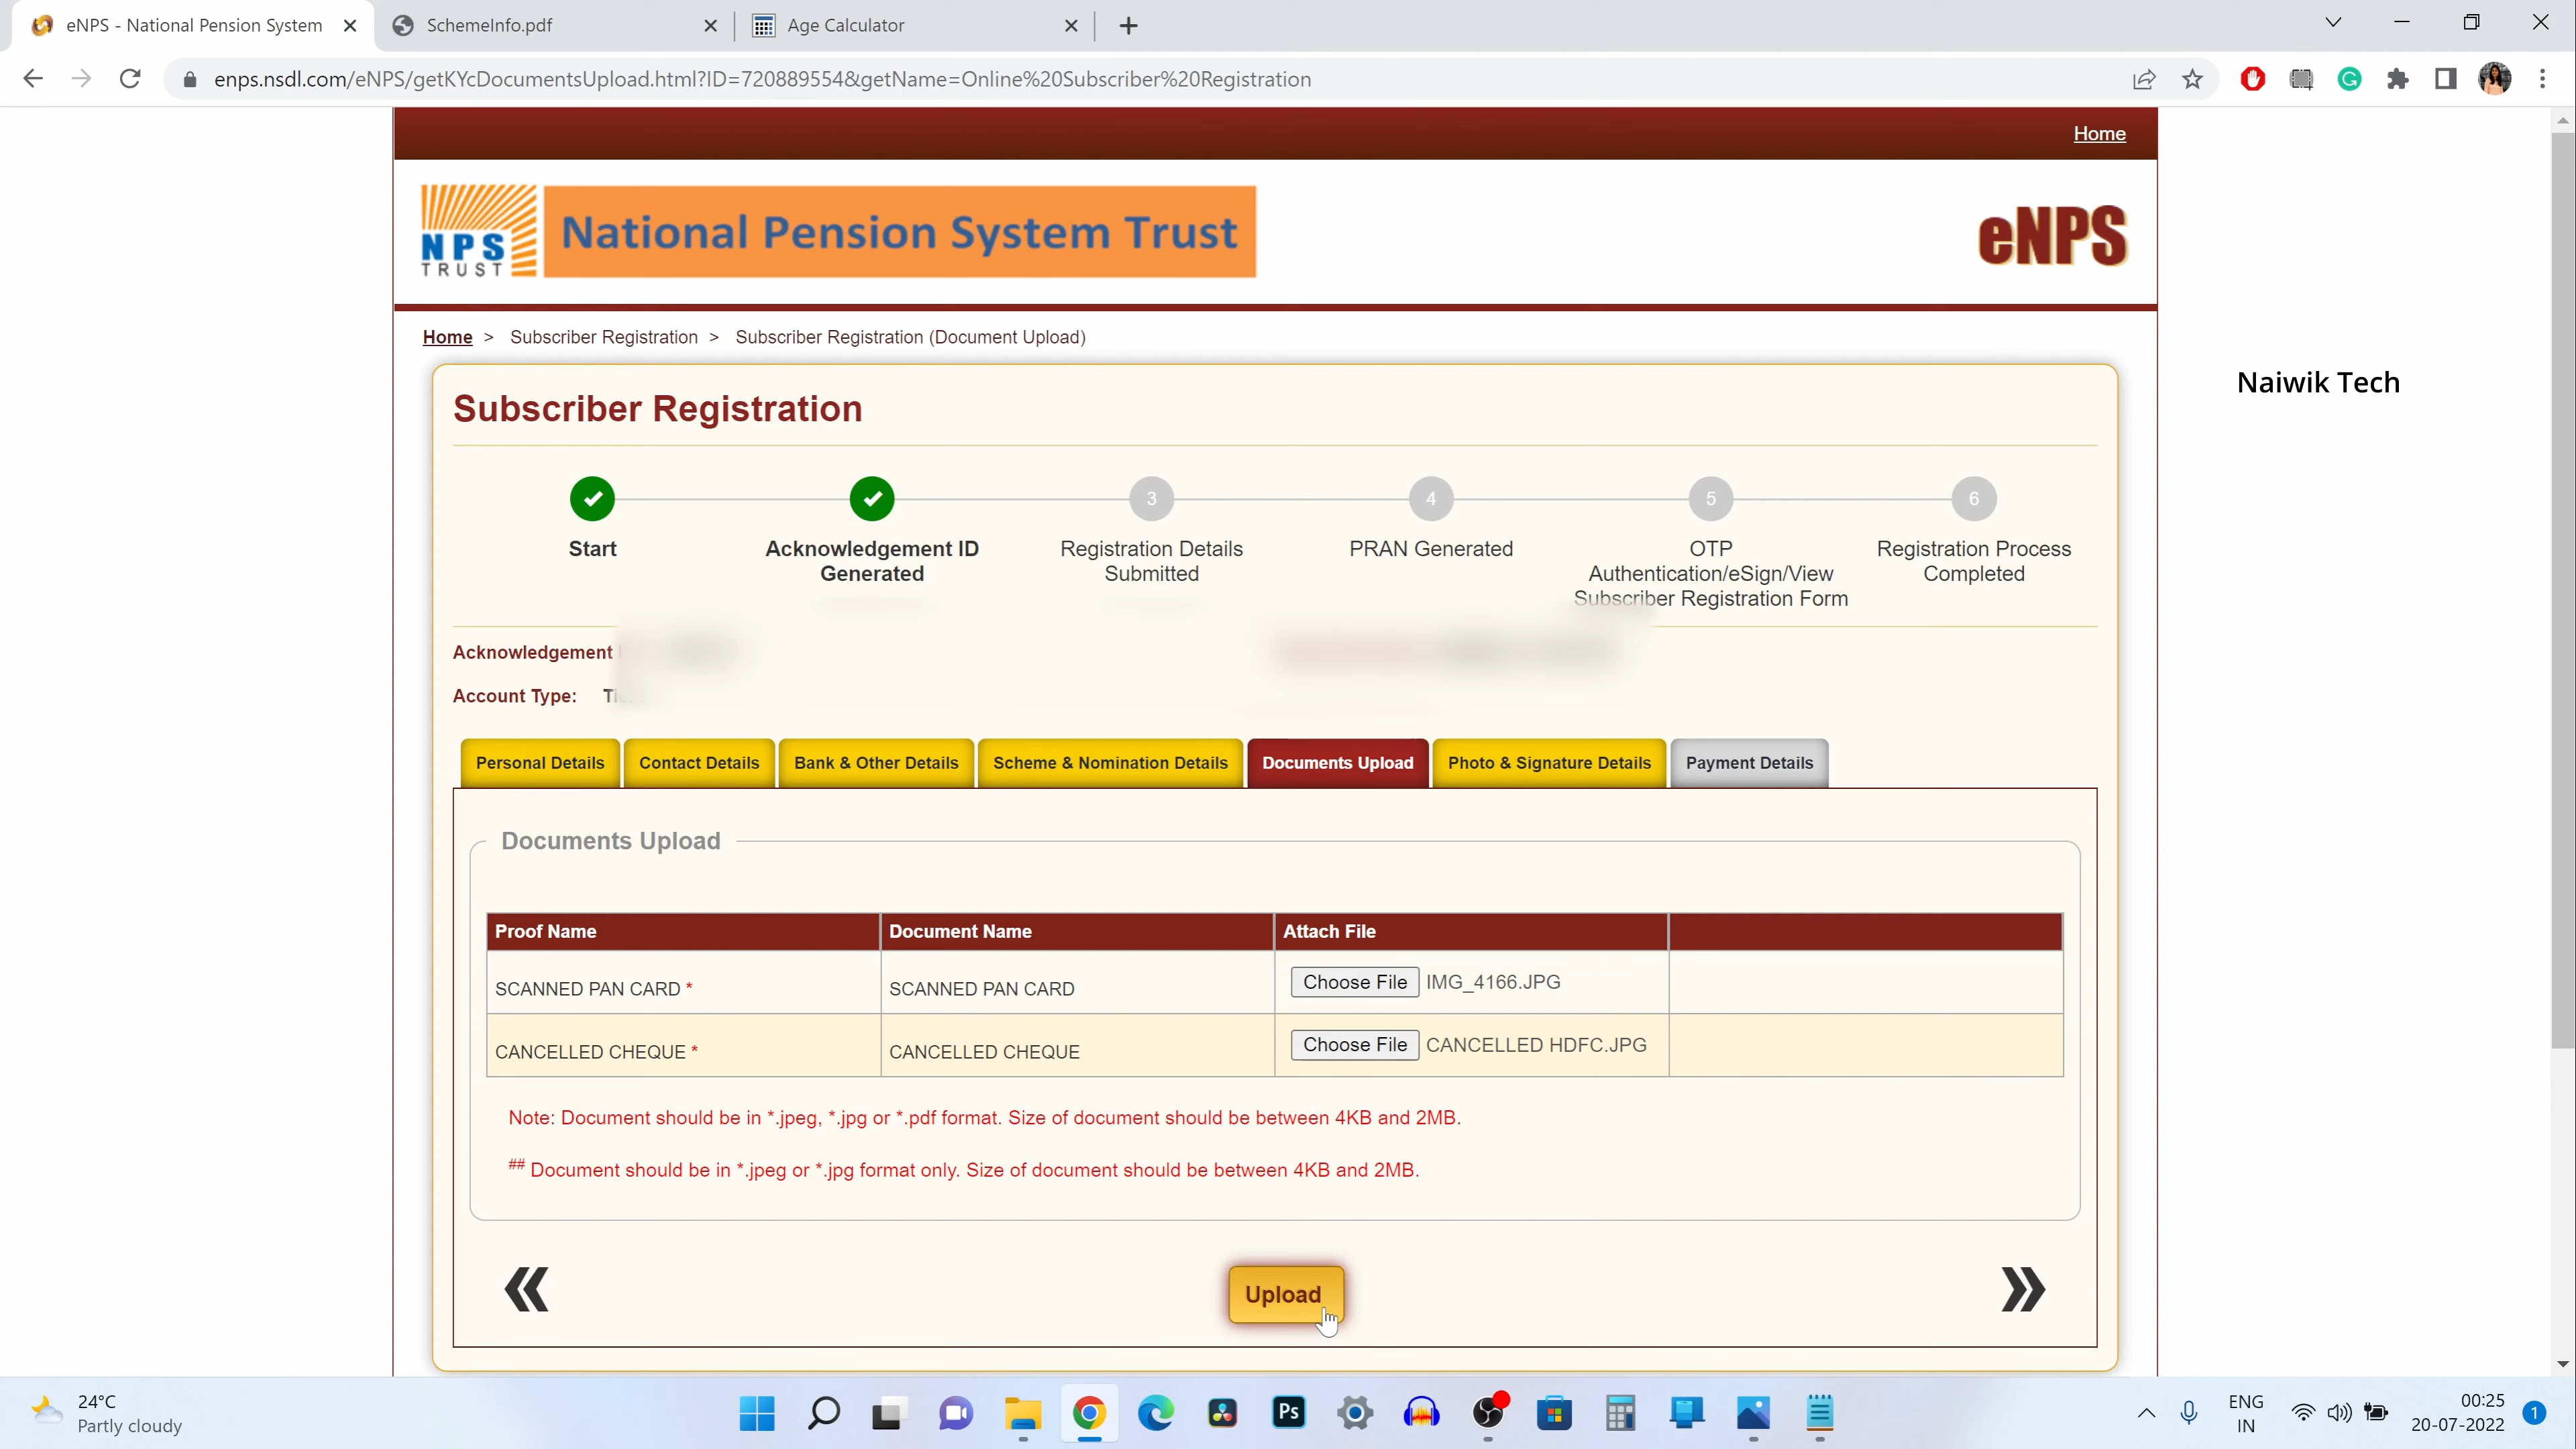 eNPS - National Pension System
SchemeInfo.pdf
Age Calculator
enps.nsdl.com/eNPS/getKYcDocumentsUpload.html?ID=720889554&getName=Online%20Subscriber%20Registration
Home
NPS
TRUST
National Pension System Trust
eNPS
Home > Subscriber Registration > Subscriber Registration (Document Upload)
Naiwik Tech
Subscriber Registration
3
4
5
6
Start
Acknowledgement ID
Generated
Registration Details
Submitted
PRAN Generated
OTP
Authentication/eSign/View
Subscriber Registration Form
Registration Process
Completed
Acknowledgement
Account Type:
Personal Details
Contact Details
Bank & Other Details
Scheme & Nomination Details
Documents Upload
Photo & Signature Details
Payment Details
Documents Upload
Proof Name Document Name Attach File
SCANNED PAN CARD * SCANNED PAN CARD Choose File IMG_4166.JPG
CANCELLED CHEQUE * CANCELLED CHEQUE Choose File CANCELLED HDFC.JPG
Note: Document should be in *.jpeg, *.jpg or *.pdf format. Size of document should be between 4KB and 2MB.
## Document should be in *.jpeg or *.jpg format only. Size of document should be between 4KB and 2MB.
Upload
24°C
Partly cloudy
Ps
ENG
IN
00:25
20-07-2022
1